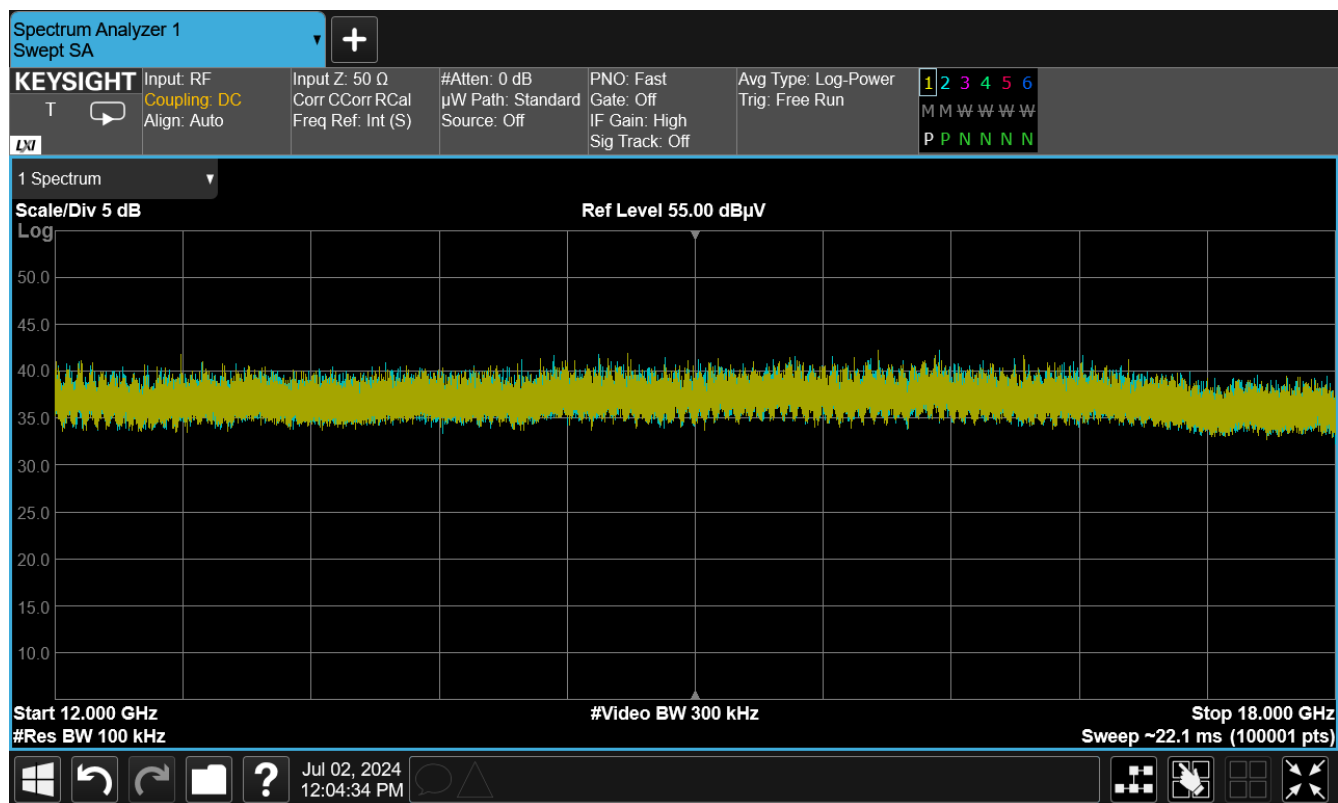 Spectrum Analyzer 1
Swept SA
KEYSIGHT
T
LXI
Input: RF
Coupling: DC
Align: Auto
Input Z: 50 Ω
Corr CCorr RCal
Freq Ref: Int (S)
#Atten: 0 dB
µW Path: Standard
Source: Off
PNO: Fast
Gate: Off
IF Gain: High
Sig Track: Off
Avg Type: Log-Power
Trig: Free Run
1 2 3 4 5 6
M M W W W W
P P N N N N
1 Spectrum
Scale/Div 5 dB
Ref Level 55.00 dBµV
Log
50.0
45.0
40.0
35.0
30.0
25.0
20.0
15.0
10.0
Start 12.000 GHz
#Video BW 300 kHz
Stop 18.000 GHz
#Res BW 100 kHz
Sweep ~22.1 ms (100001 pts)
?
Jul 02, 2024
12:04:34 PM